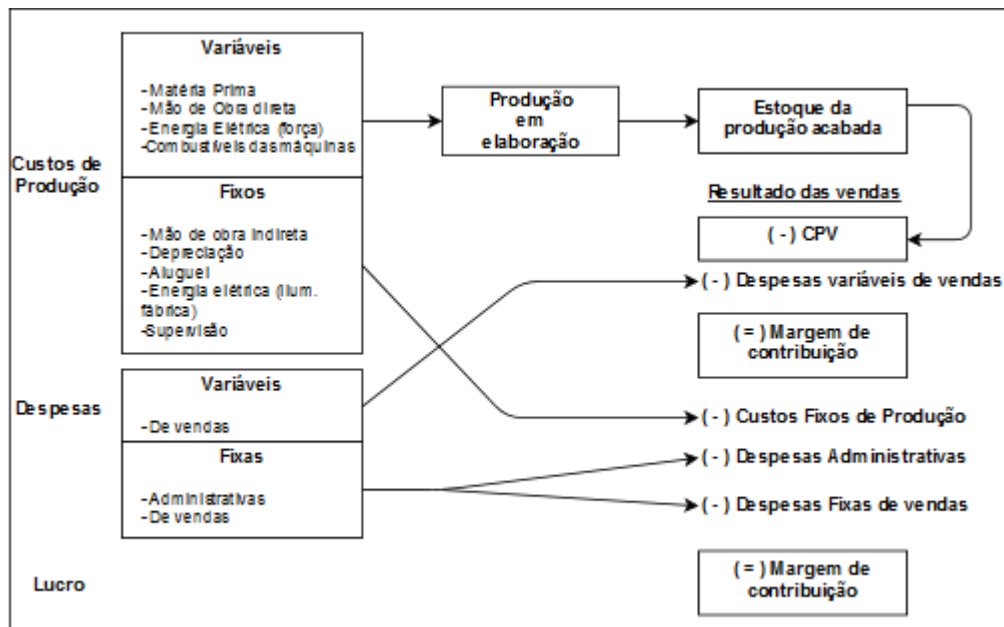 Variáveis
-Matéria Prima
-Mão de Obra direta
-Energia Elétrica (força)
-Combustíveis das máquinas
Custos de
Produção
Fixos
-Mão de obra indireta
-Depreciação
-Aluguel
-Energia elétrica (ilum.
fábrica)
-Supervisão
Produção
em
elaboração
Estoque da
produção acabada
Resultado das vendas
( - ) CPV
( - ) Despesas variáveis de vendas
( = ) Margem de
contribuição
Despesas
Variáveis
-De vendas
Fixas
-Administrativas
-De vendas
( - ) Custos Fixos de Produção
( - ) Despesas Administrativas
( - ) Despesas Fixas de vendas
Lucro
( = ) Margem de
contribuição